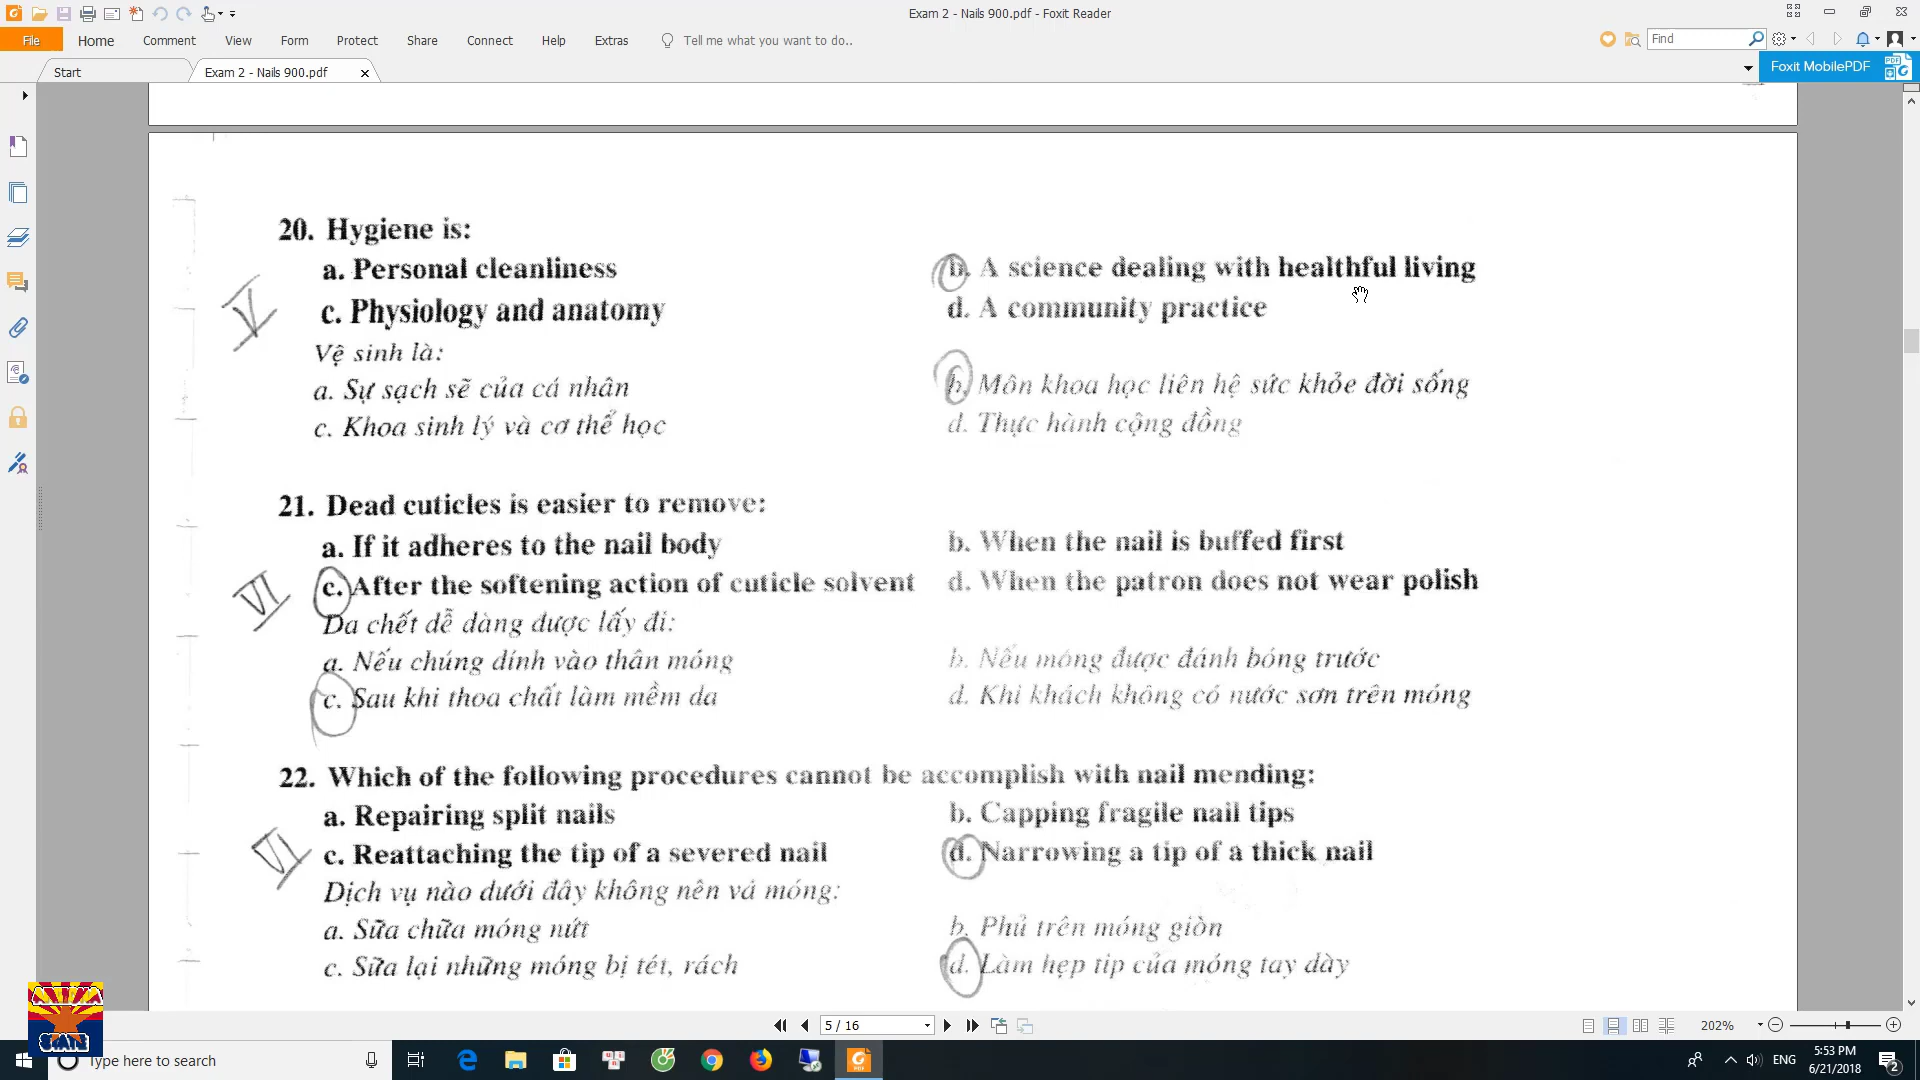 Exam 2 - Nails 900.pdf - Foxit Reader
File Home Comment View Form Protect Share Connect Help Extras Tell me what you want to do.. Find
Start Exam 2 - Nails 900.pdf Foxit MobilePDF
20. Hygiene is:
a. Personal cleanliness b. A science dealing with healthful living
c. Physiology and anatomy d. A community practice
V
Vệ sinh là:
a. Sự sạch sẽ của cá nhân b. Môn khoa học liên hệ sức khỏe đời sống
c. Khoa sinh lý và cơ thể học d. Thực hành cộng đồng
21. Dead cuticles is easier to remove:
a. If it adheres to the nail body b. When the nail is buffed first
VI
c. After the softening action of cuticle solvent d. When the patron does not wear polish
Da chết dễ dàng được lấy đi:
a. Nếu chúng dính vào thân móng b. Nếu móng được đánh bóng trước
c. Sau khi thoa chất làm mềm da d. Khi khách không có nước sơn trên móng
22. Which of the following procedures cannot be accomplish with nail mending:
a. Repairing split nails b. Capping fragile nail tips
VI
c. Reattaching the tip of a severed nail d. Narrowing a tip of a thick nail
Dịch vụ nào dưới đây không nên vá móng:
a. Sữa chữa móng nứt b. Phủ trên móng giòn
c. Sữa lại những móng bị tét, rách d. Làm hẹp tip của móng tay dày
ARIZONA
STATE
5 / 16 202%
Type here to search ENG 5:53 PM
6/21/2018 2